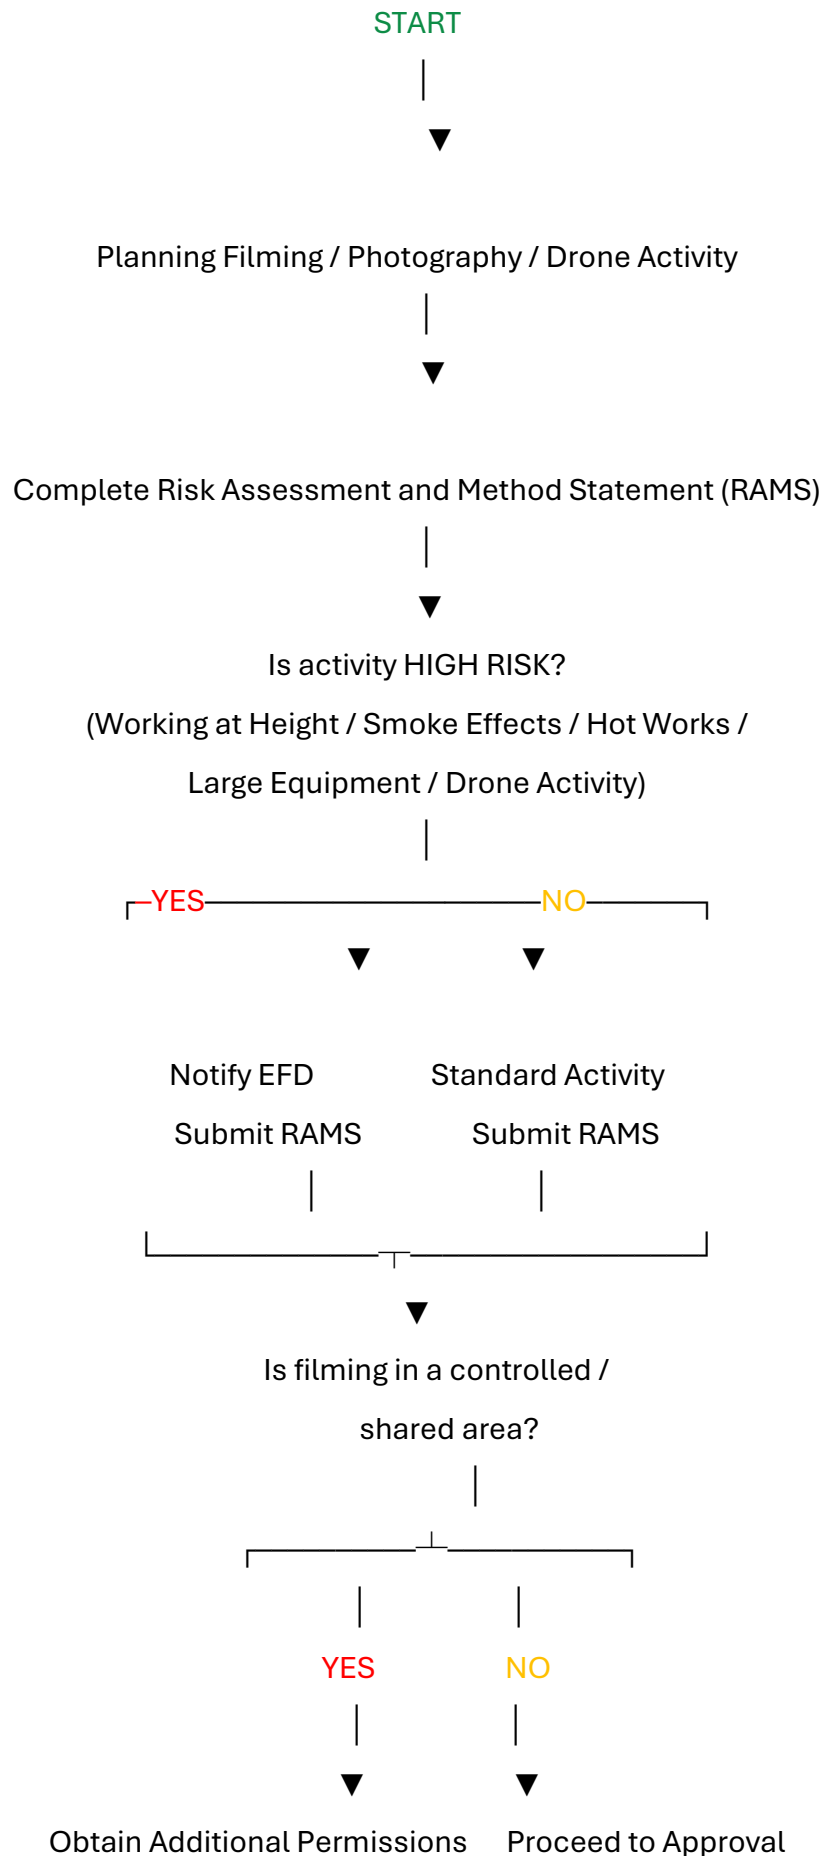 START
Planning Filming / Photography / Drone Activity
Complete Risk Assessment and Method Statement (RAMS)
Is activity HIGH RISK?
(Working at Height / Smoke Effects / Hot Works /
Large Equipment / Drone Activity)
YES NO
Notify EFD Standard Activity
Submit RAMS Submit RAMS
Is filming in a controlled /
shared area?
YES NO
Obtain Additional Permissions Proceed to Approval